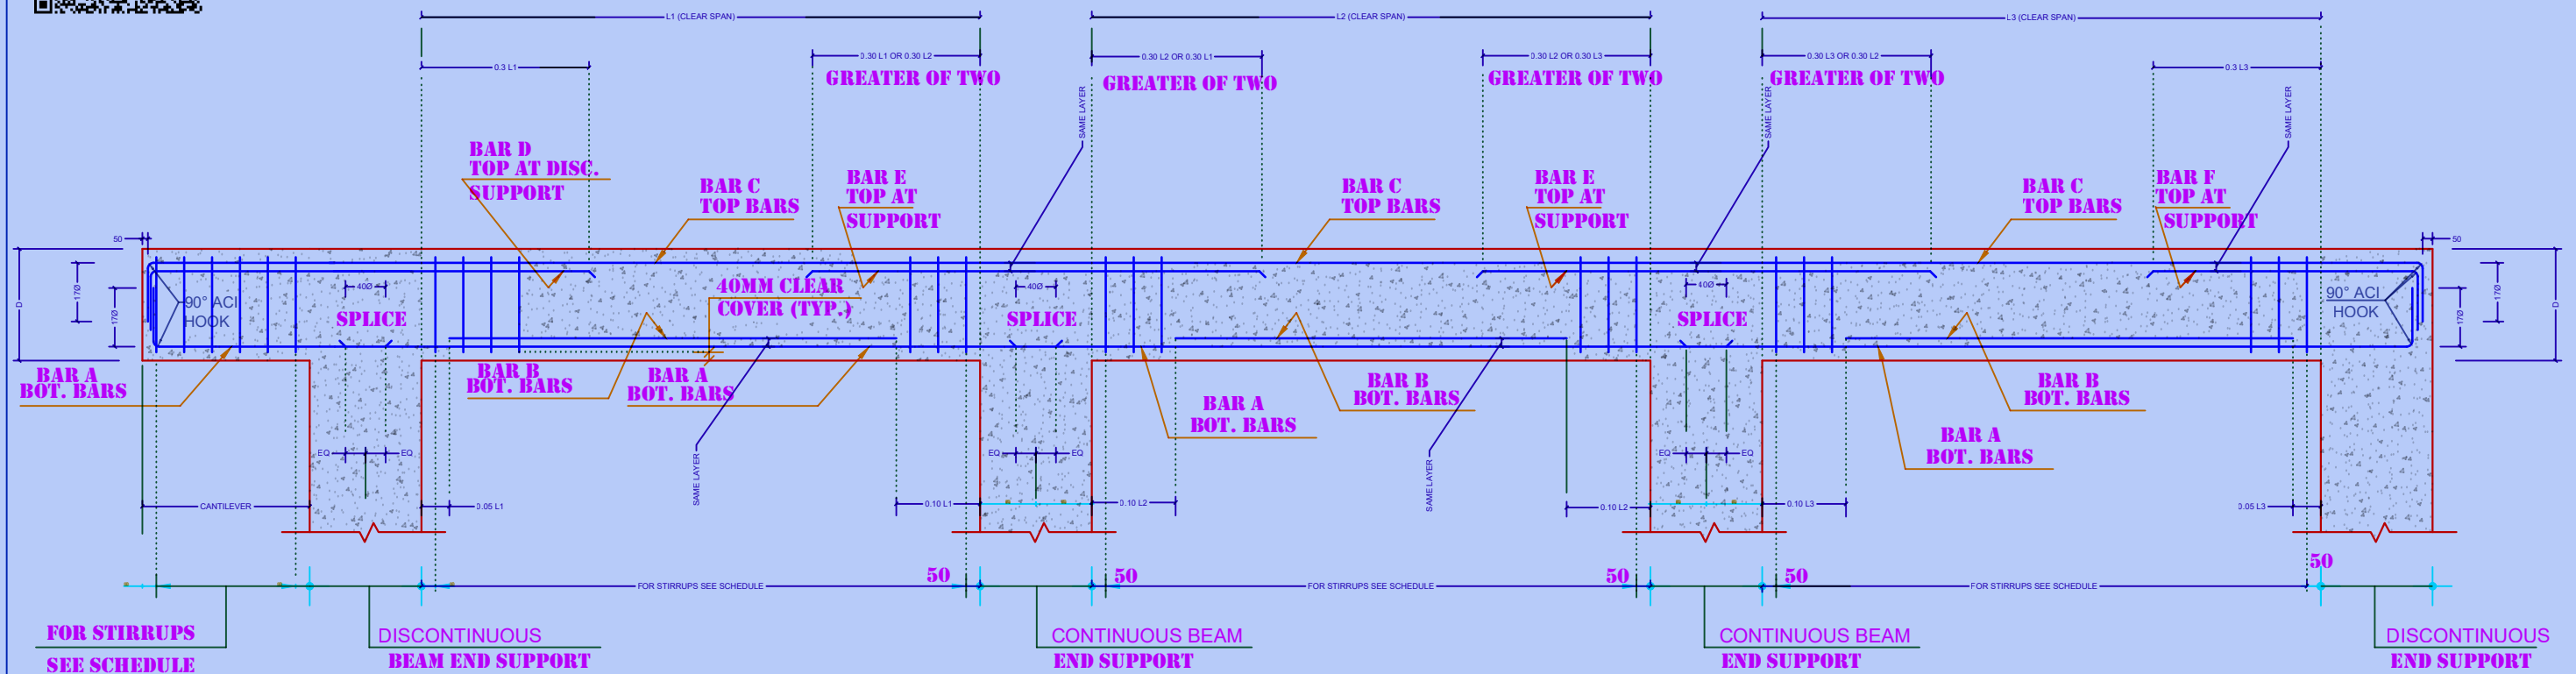 L1 (CLEAR SPAN)
L2 (CLEAR SPAN)
L3 (CLEAR SPAN)
0.3 L1
0.30 L1 OR 0.30 L2
GREATER OF TWO
0.30 L2 OR 0.30 L1
GREATER OF TWO
0.30 L2 OR 0.30 L3
GREATER OF TWO
0.30 L3 OR 0.30 L2
GREATER OF TWO
0.3 L3
SAME LAYER
SAME LAYER
SAME LAYER
BAR D
TOP AT DISC.
SUPPORT
BAR C
TOP BARS
BAR E
TOP AT
SUPPORT
BAR C
TOP BARS
BAR E
TOP AT
SUPPORT
BAR C
TOP BARS
BAR F
TOP AT
SUPPORT
50
50
D
17Ø
17Ø
90° ACI
HOOK
40Ø
SPLICE
40MM CLEAR
COVER (TYP.)
40Ø
SPLICE
40Ø
SPLICE
90° ACI
HOOK
17Ø
17Ø
D
BAR A
BOT. BARS
BAR B
BOT. BARS
BAR A
BOT. BARS
BAR A
BOT. BARS
BAR B
BOT. BARS
BAR B
BOT. BARS
BAR A
BOT. BARS
SAME LAYER
SAME LAYER
EQ
EQ
EQ
EQ
EQ
EQ
CANTILEVER
0.05 L1
0.10 L1
0.10 L2
0.10 L2
0.10 L3
0.05 L3
FOR STIRRUPS SEE SCHEDULE
50
50
FOR STIRRUPS SEE SCHEDULE
50
50
FOR STIRRUPS SEE SCHEDULE
50
FOR STIRRUPS
SEE SCHEDULE
DISCONTINUOUS
BEAM END SUPPORT
CONTINUOUS BEAM
END SUPPORT
CONTINUOUS BEAM
END SUPPORT
DISCONTINUOUS
END SUPPORT